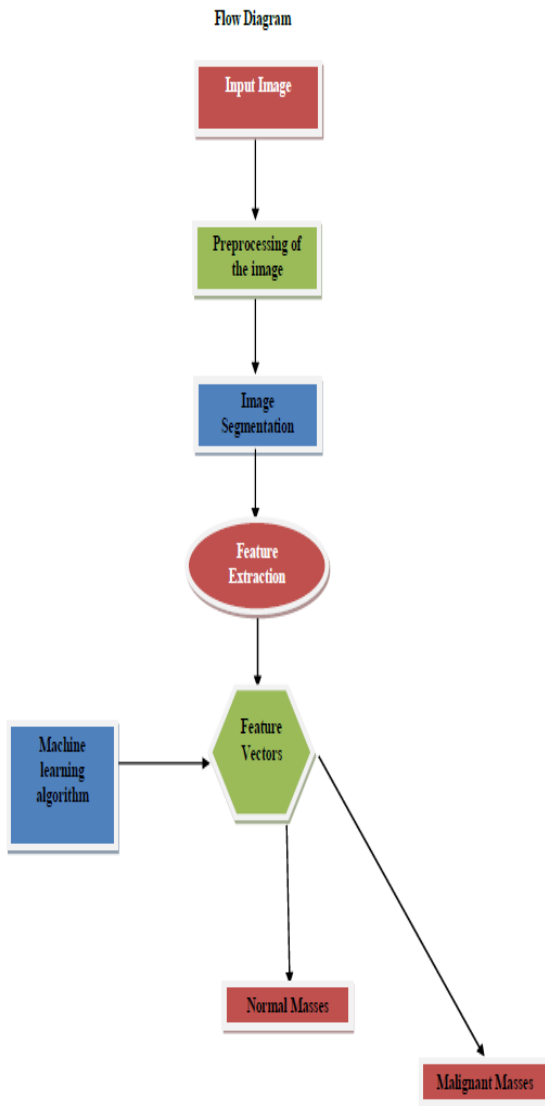 Flow Diagram
Input Image
Preprocessing of
the image
Image
Segmentation
Feature
Extraction
Feature
Vectors
Machine
learning
algorithm
Normal Masses
Malignant Masses